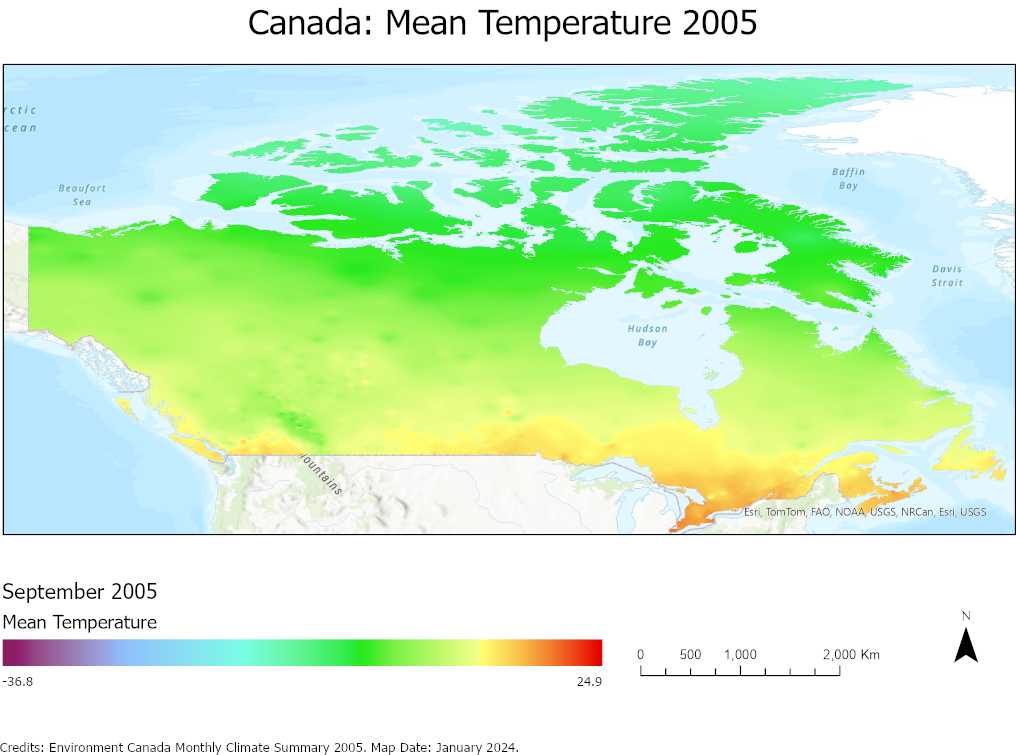 Canada: Mean Temperature 2005
rctic
cean
Beaufort
Sea
Baffin
Bay
Davis
Strait
Hudson
Bay
ountains
Esri, TomTom, FAO, NOAA, USGS, NRCan, Esri, USGS
September 2005
Mean Temperature
-36.8
24.9
0 500 1,000 2,000 Km
N
Credits: Environment Canada Monthly Climate Summary 2005. Map Date: January 2024.